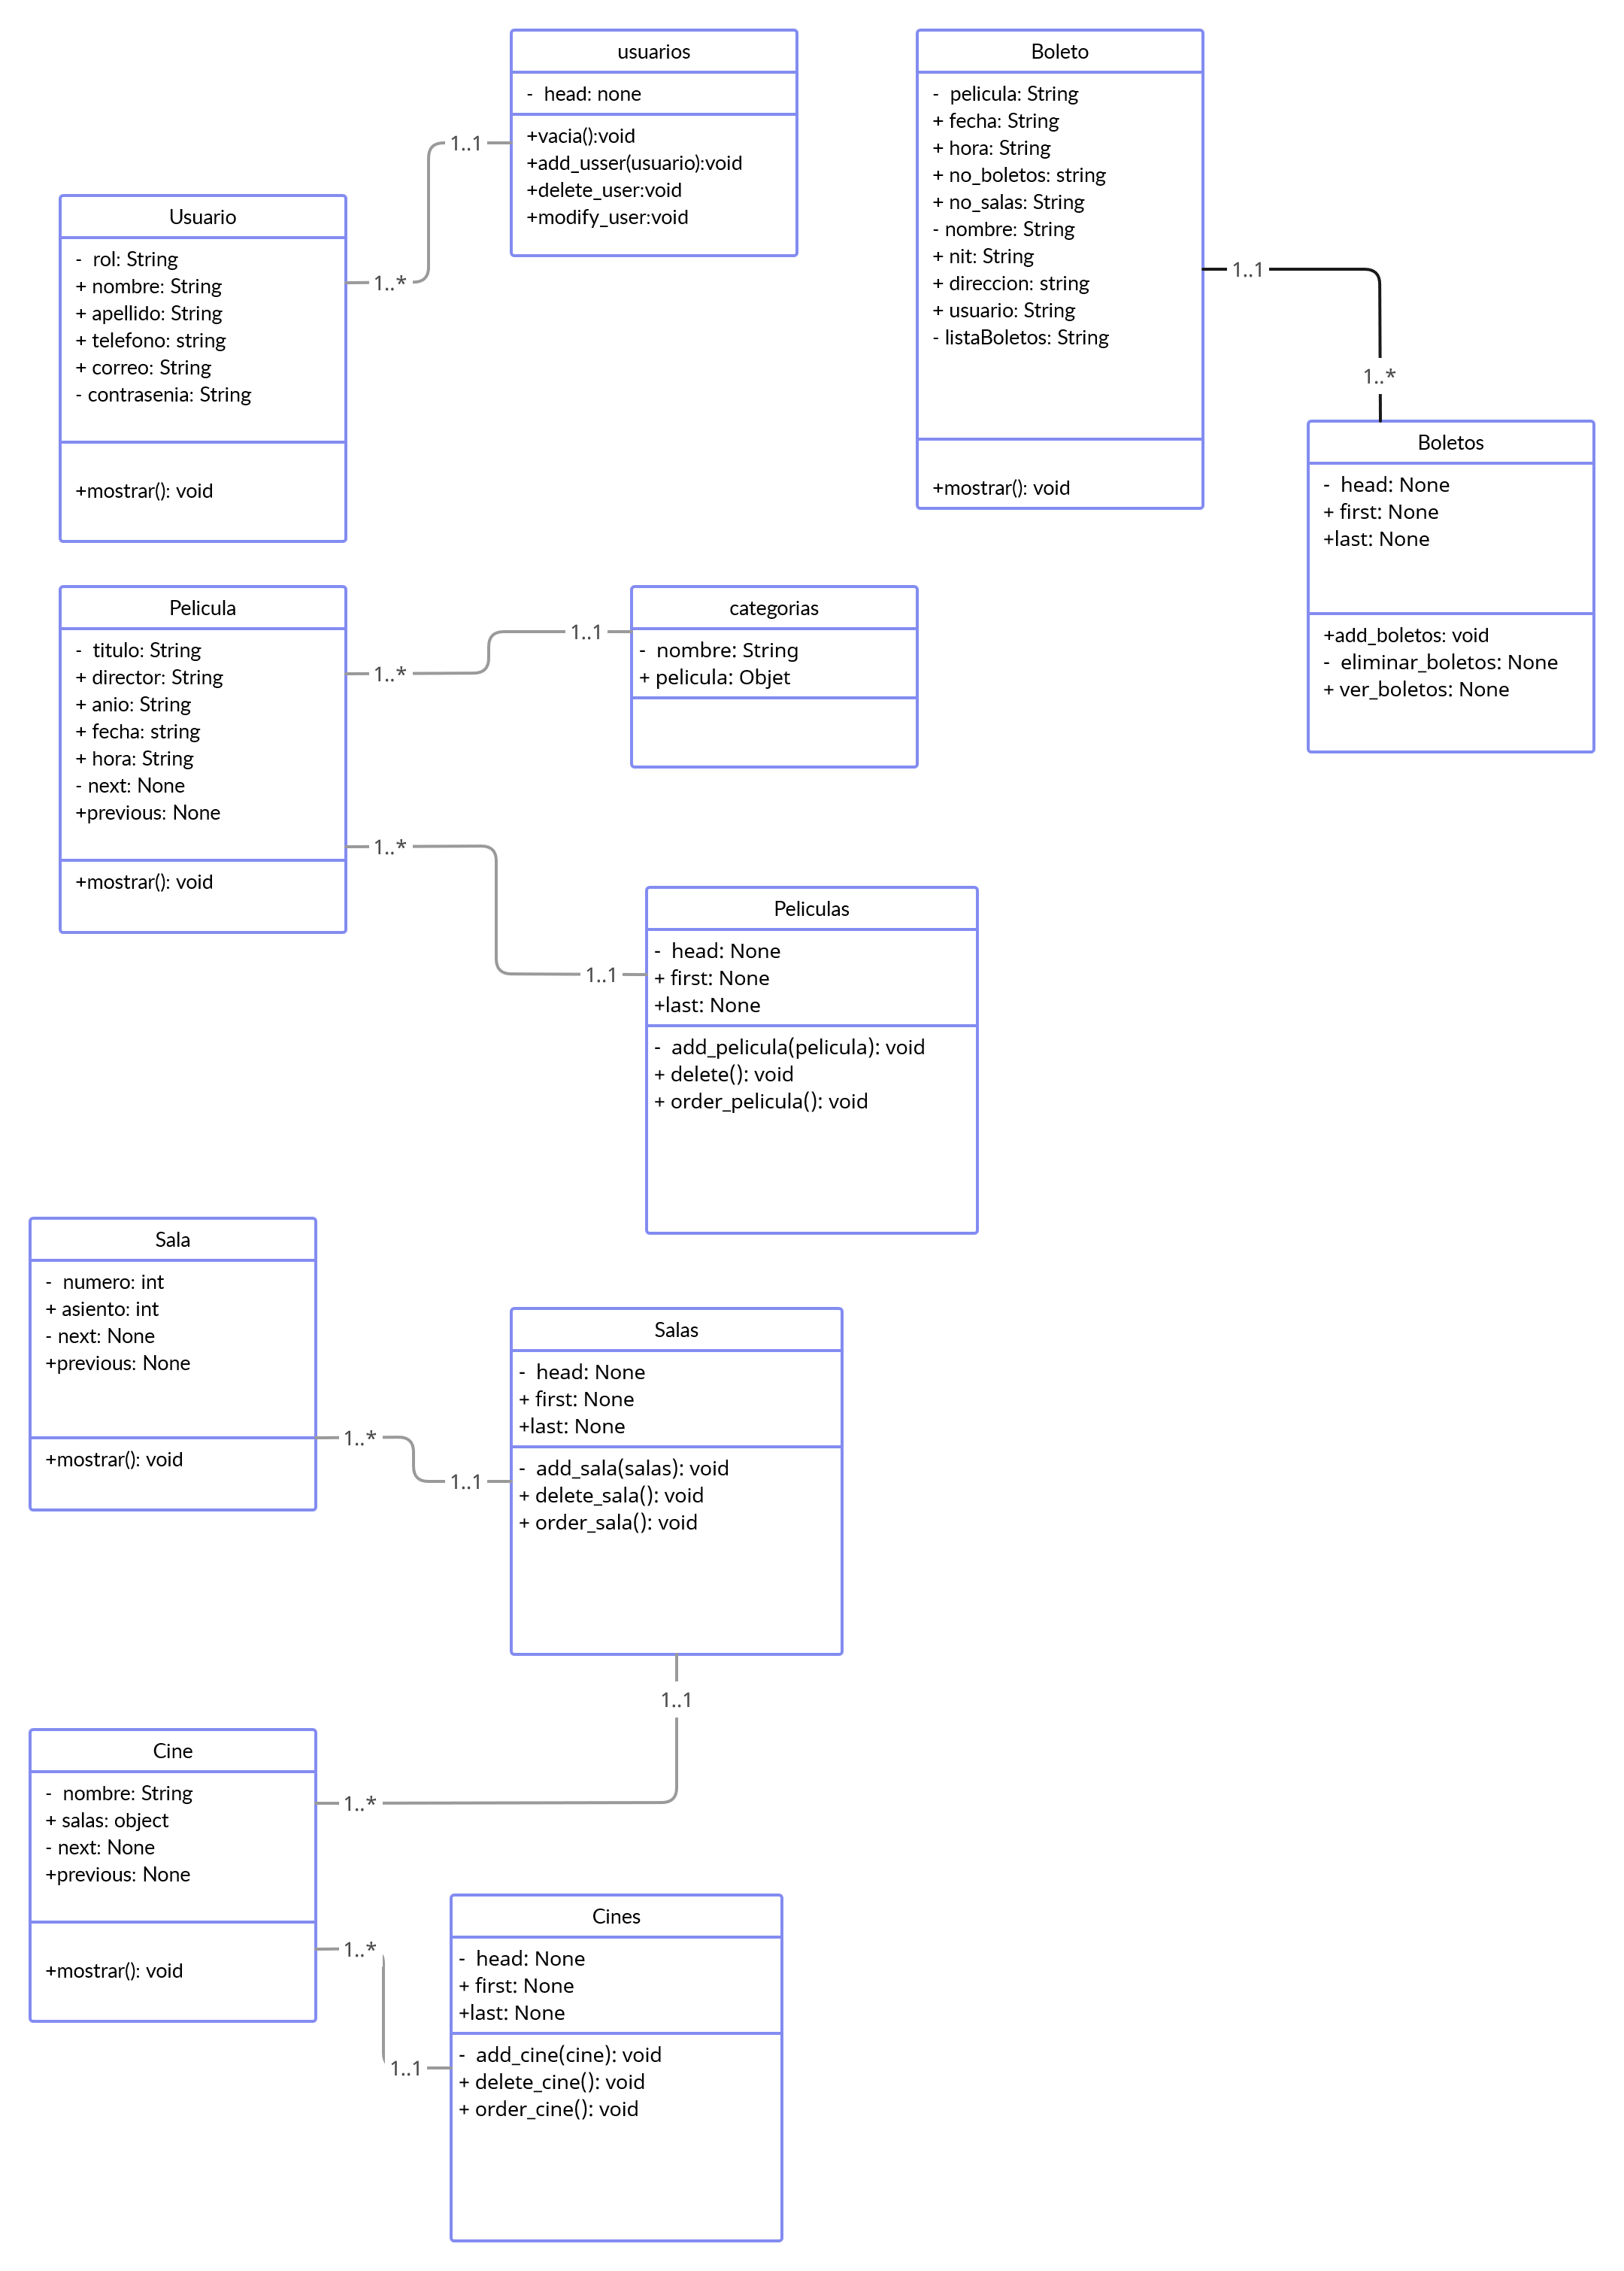 usuarios
-  head: none
+vacia():void
+add_usser(usuario):void
+delete_user:void
+modify_user:void
1..1
1..*
Usuario
-  rol: String
+ nombre: String
+ apellido: String
+ telefono: string
+ correo: String
- contrasenia: String
+mostrar(): void
Boleto
-  pelicula: String
+ fecha: String
+ hora: String
+ no_boletos: string
+ no_salas: String
- nombre: String
+ nit: String
+ direccion: string
+ usuario: String
- listaBoletos: String
+mostrar(): void
1..1
1..*
Boletos
-  head: None
+ first: None
+last: None
+add_boletos: void
-  eliminar_boletos: None
+ ver_boletos: None
Pelicula
-  titulo: String
+ director: String
+ anio: String
+ fecha: string
+ hora: String
- next: None
+previous: None
+mostrar(): void
1..*
1..1
categorias
-  nombre: String
+ pelicula: Objet
1..*
1..1
Peliculas
-  head: None
+ first: None
+last: None
-  add_pelicula(pelicula): void
+ delete(): void
+ order_pelicula(): void
Sala
-  numero: int
+ asiento: int
- next: None
+previous: None
+mostrar(): void
1..*
1..1
Salas
-  head: None
+ first: None
+last: None
-  add_sala(salas): void
+ delete_sala(): void
+ order_sala(): void
1..1
1..*
Cine
-  nombre: String
+ salas: object
- next: None
+previous: None
+mostrar(): void
1..*
1..1
Cines
-  head: None
+ first: None
+last: None
-  add_cine(cine): void
+ delete_cine(): void
+ order_cine(): void